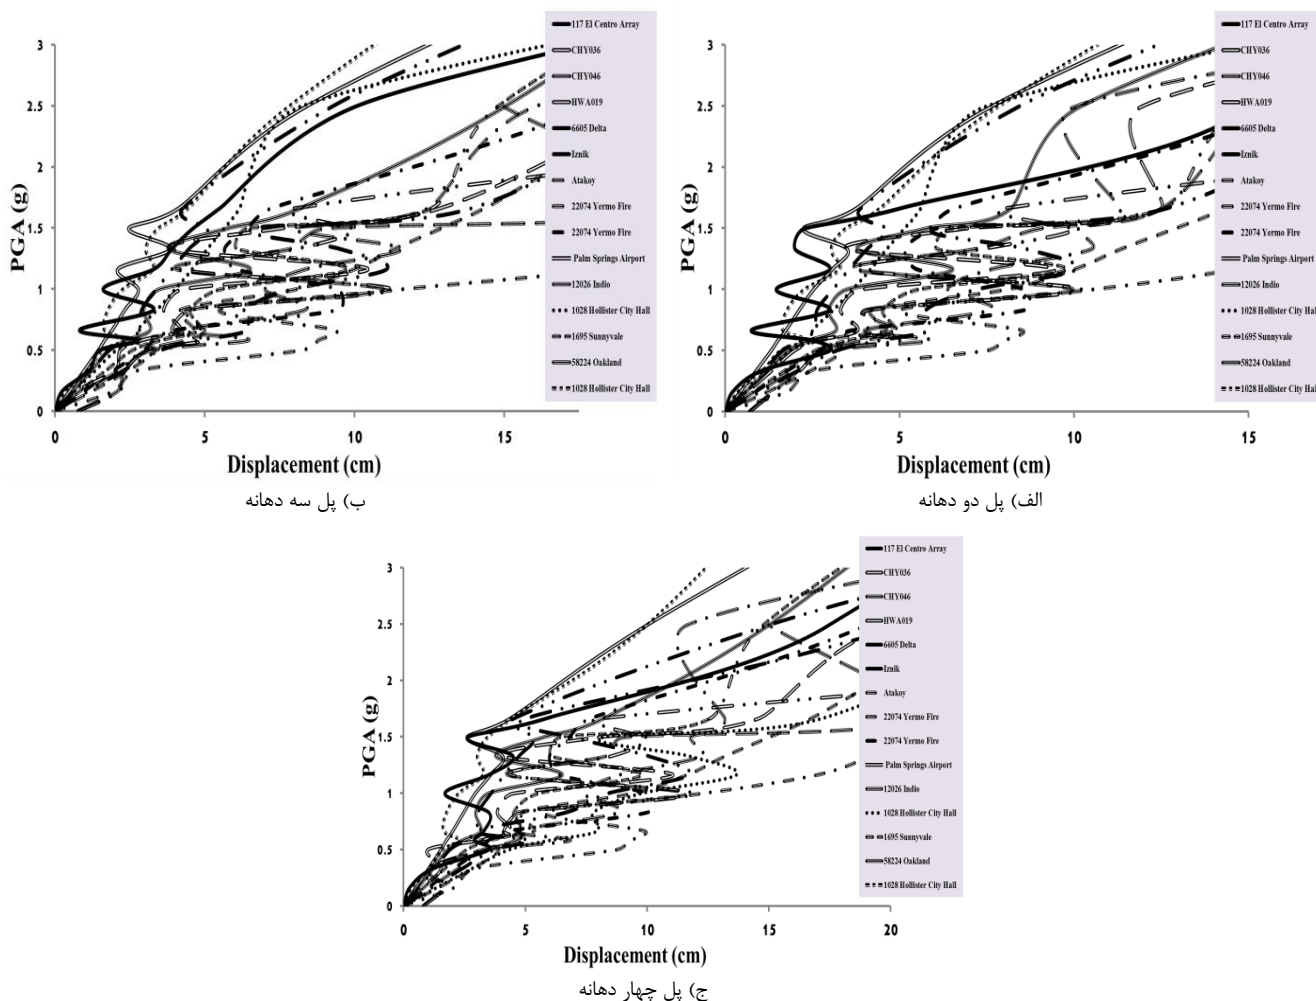 3
2.5
2
1.5
1
0.5
0
PGA (g)
0
5
10
15
Displacement (cm)
117 El Centro Array
CHY036
CHY046
HWA019
6605 Delta
Iznik
Atakoy
22074 Yermo Fire
22074 Yermo Fire
Palm Springs Airport
12026 Indio
1028 Hollister City Hall
1695 Sunnyvale
58224 Oakland
1028 Hollister City Hall
ب) پل سه دهانه
3
2.5
2
1.5
1
0.5
0
PGA (g)
0
5
10
15
Displacement (cm)
117 El Centro Array
CHY036
CHY046
HWA019
6605 Delta
Iznik
Atakoy
22074 Yermo Fire
22074 Yermo Fire
Palm Springs Airport
12026 Indio
1028 Hollister City Hall
1695 Sunnyvale
58224 Oakland
1028 Hollister City Hall
الف) پل دو دهانه
3
2.5
2
1.5
1
0.5
0
PGA (g)
0
5
10
15
20
Displacement (cm)
117 El Centro Array
CHY036
CHY046
HWA019
6605 Delta
Iznik
Atakoy
22074 Yermo Fire
22074 Yermo Fire
Palm Springs Airport
12026 Indio
1028 Hollister City Hall
1695 Sunnyvale
58224 Oakland
1028 Hollister City Hall
ج) پل چهار دهانه